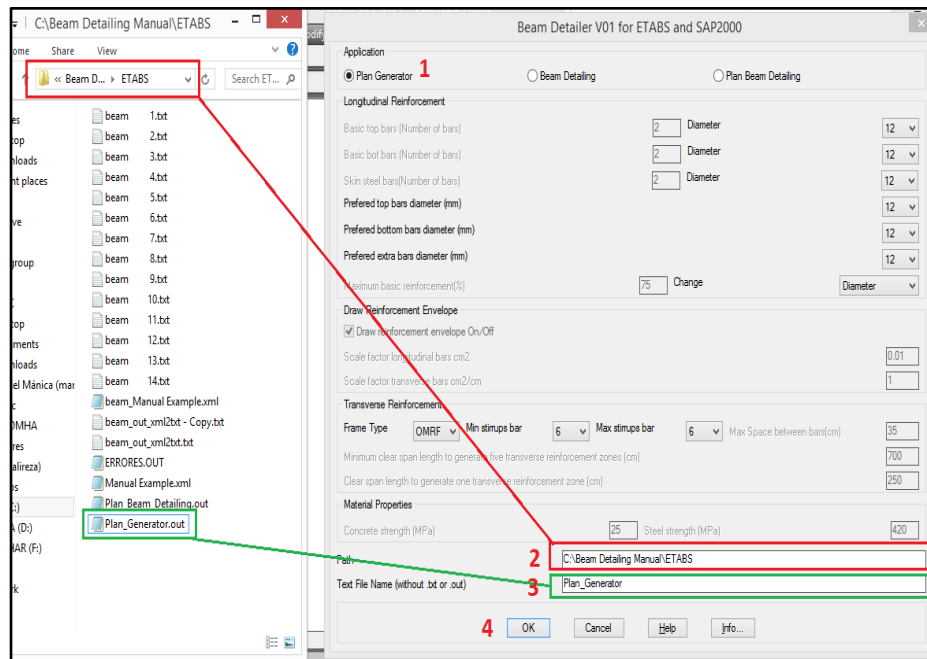 C:\Beam Detailing Manual\ETABS
ome Share View
« Beam D... ▸ ETABS
Search ET...
es
top
nloads
nt places
ve
group
top
ments
nloads
el Mánica (mar
c
OMHA
res
alireza)
os
:)
A (D:)
HAR (F:)
rk
beam 1.txt
beam 2.txt
beam 3.txt
beam 4.txt
beam 5.txt
beam 6.txt
beam 7.txt
beam 8.txt
beam 9.txt
beam 10.txt
beam 11.txt
beam 12.txt
beam 13.txt
beam 14.txt
beam_Manual Example.xml
beam_out_xml2txt - Copy.txt
beam_out_xml2txt.txt
ERRORES.OUT
Manual Example.xml
Plan_Beam_Detailing.out
Plan_Generator.out
Beam Detailer V01 for ETABS and SAP2000
Application
Plan Generator 1 Beam Detailing Plan Beam Detailing
Longitudinal Reinforcement
Basic top bars (Number of bars) 2 Diameter 12
Basic bot bars (Number of bars) 2 Diameter 12
Skin steel bars(Number of bars) 2 Diameter 12
Prefered top bars diameter (mm) 12
Prefered bottom bars diameter (mm) 12
Prefered extra bars diameter (mm) 12
Maximum basic reinforcement(%) 75 Change Diameter
Draw Reinforcement Envelope
Draw reinforcement envelope On/Off
Scale factor longitudinal bars cm2 0.01
Scale factor transverse bars cm2/cm 1
Transverse Reinforcement
Frame Type OMRF Min stirrups bar 6 Max stirrups bar 6 Max Space between bars(cm) 35
Minimum clear span length to generate five transverse reinforcement zones (cm) 700
Clear span length to generate one transverse reinforcement zone (cm) 250
Material Properties
Concrete strength (MPa) 25 Steel strength (MPa) 420
Path 2 C:\Beam Detailing Manual\ETABS
Text File Name (without .txt or .out) 3 Plan_Generator
4 OK Cancel Help Info...